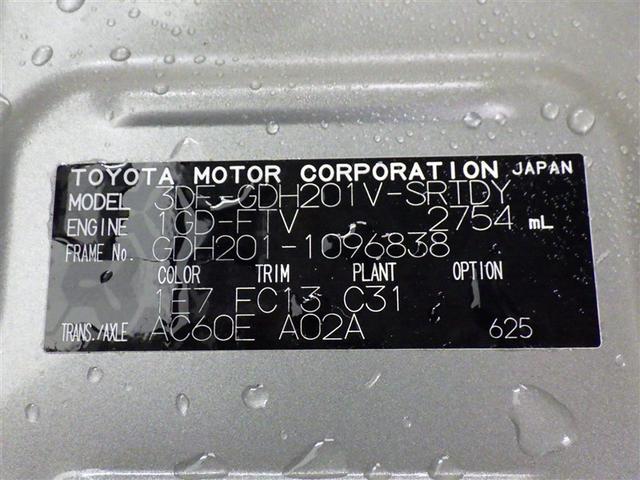 TOYOTA MOTOR CORPORATION JAPAN
MODEL 3DF-GDH201V-SRTDY
ENGINE 1GD-FTV 2754 mL
FRAME No. GDH201-1096838
COLOR TRIM PLANT OPTION
1E7 FC13 C31
TRANS./AXLE AC60E A02A 625